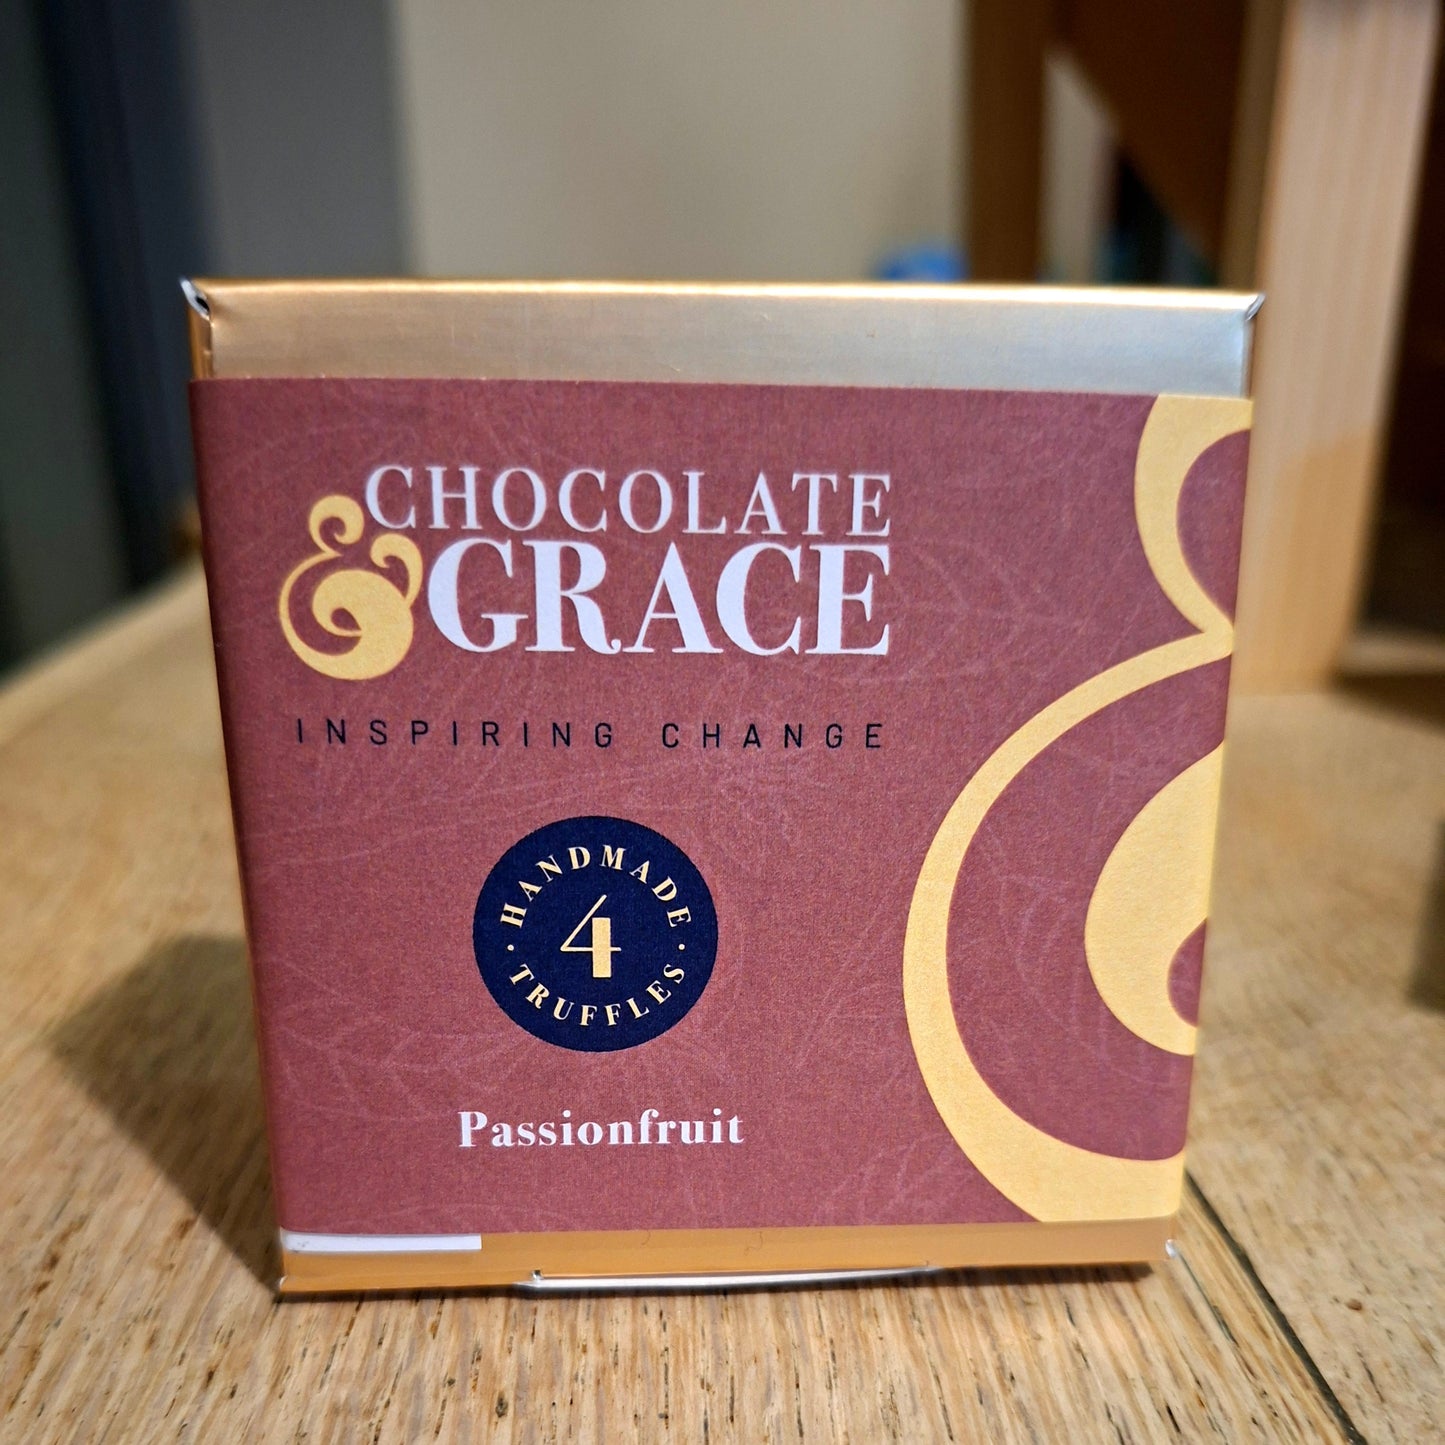 CHOCOLATE
& GRACE
INSPIRING CHANGE
· HANDMADE ·
4
TRUFFLES
Passionfruit